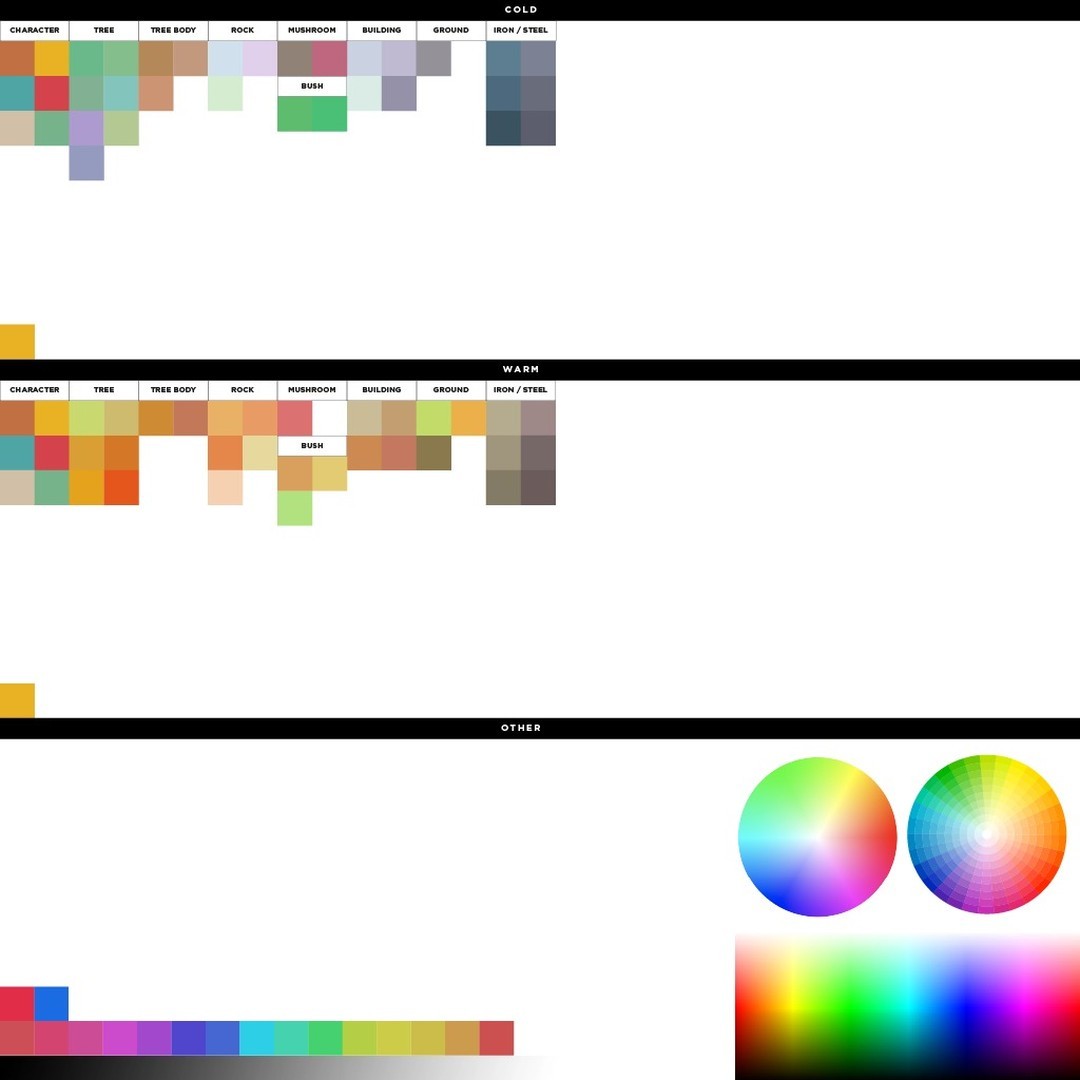 COLD
CHARACTER TREE TREE BODY ROCK MUSHROOM BUILDING GROUND IRON / STEEL
BUSH
WARM
CHARACTER TREE TREE BODY ROCK MUSHROOM BUILDING GROUND IRON / STEEL
BUSH
OTHER